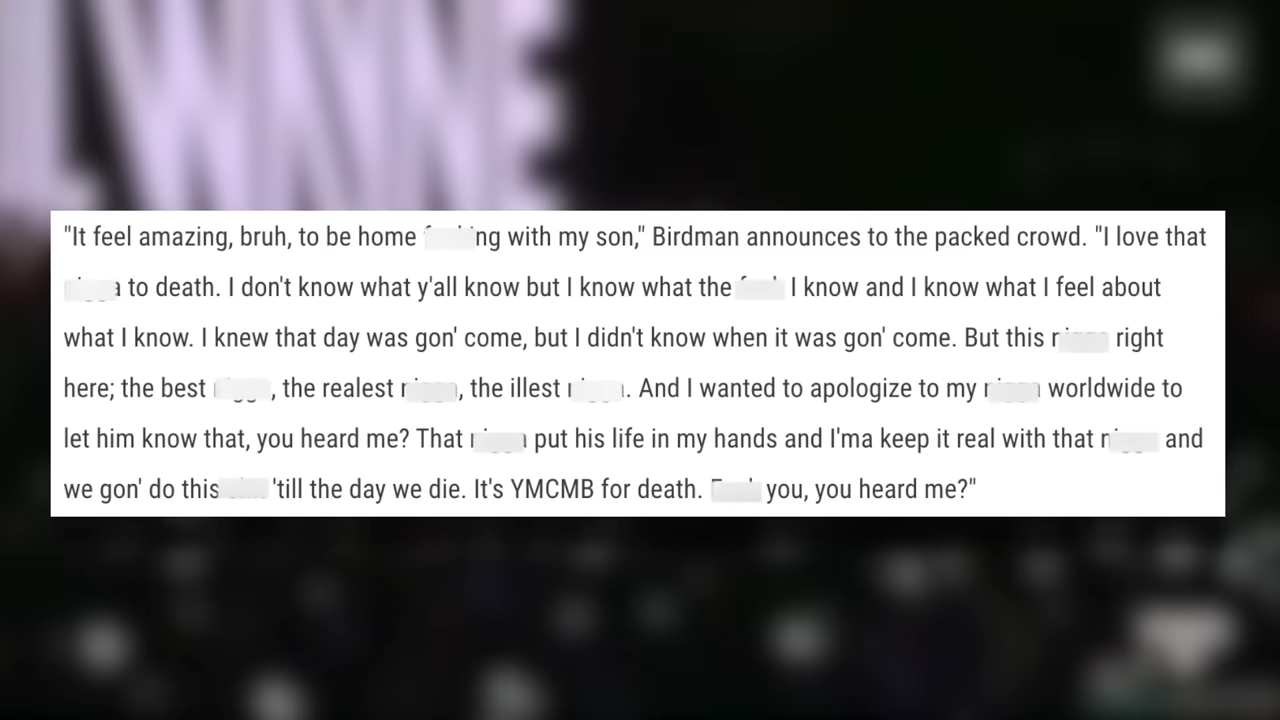 WAYNE
"It feel amazing, bruh, to be home ng with my son," Birdman announces to the packed crowd. "I love that
to death. I don't know what y'all know but I know what the I know and I know what I feel about
what I know. I knew that day was gon' come, but I didn't know when it was gon' come. But this right
here; the best , the realest , the illest . And I wanted to apologize to my worldwide to
let him know that, you heard me? That put his life in my hands and I'ma keep it real with that and
we gon' do this 'till the day we die. It's YMCMB for death. you, you heard me?"